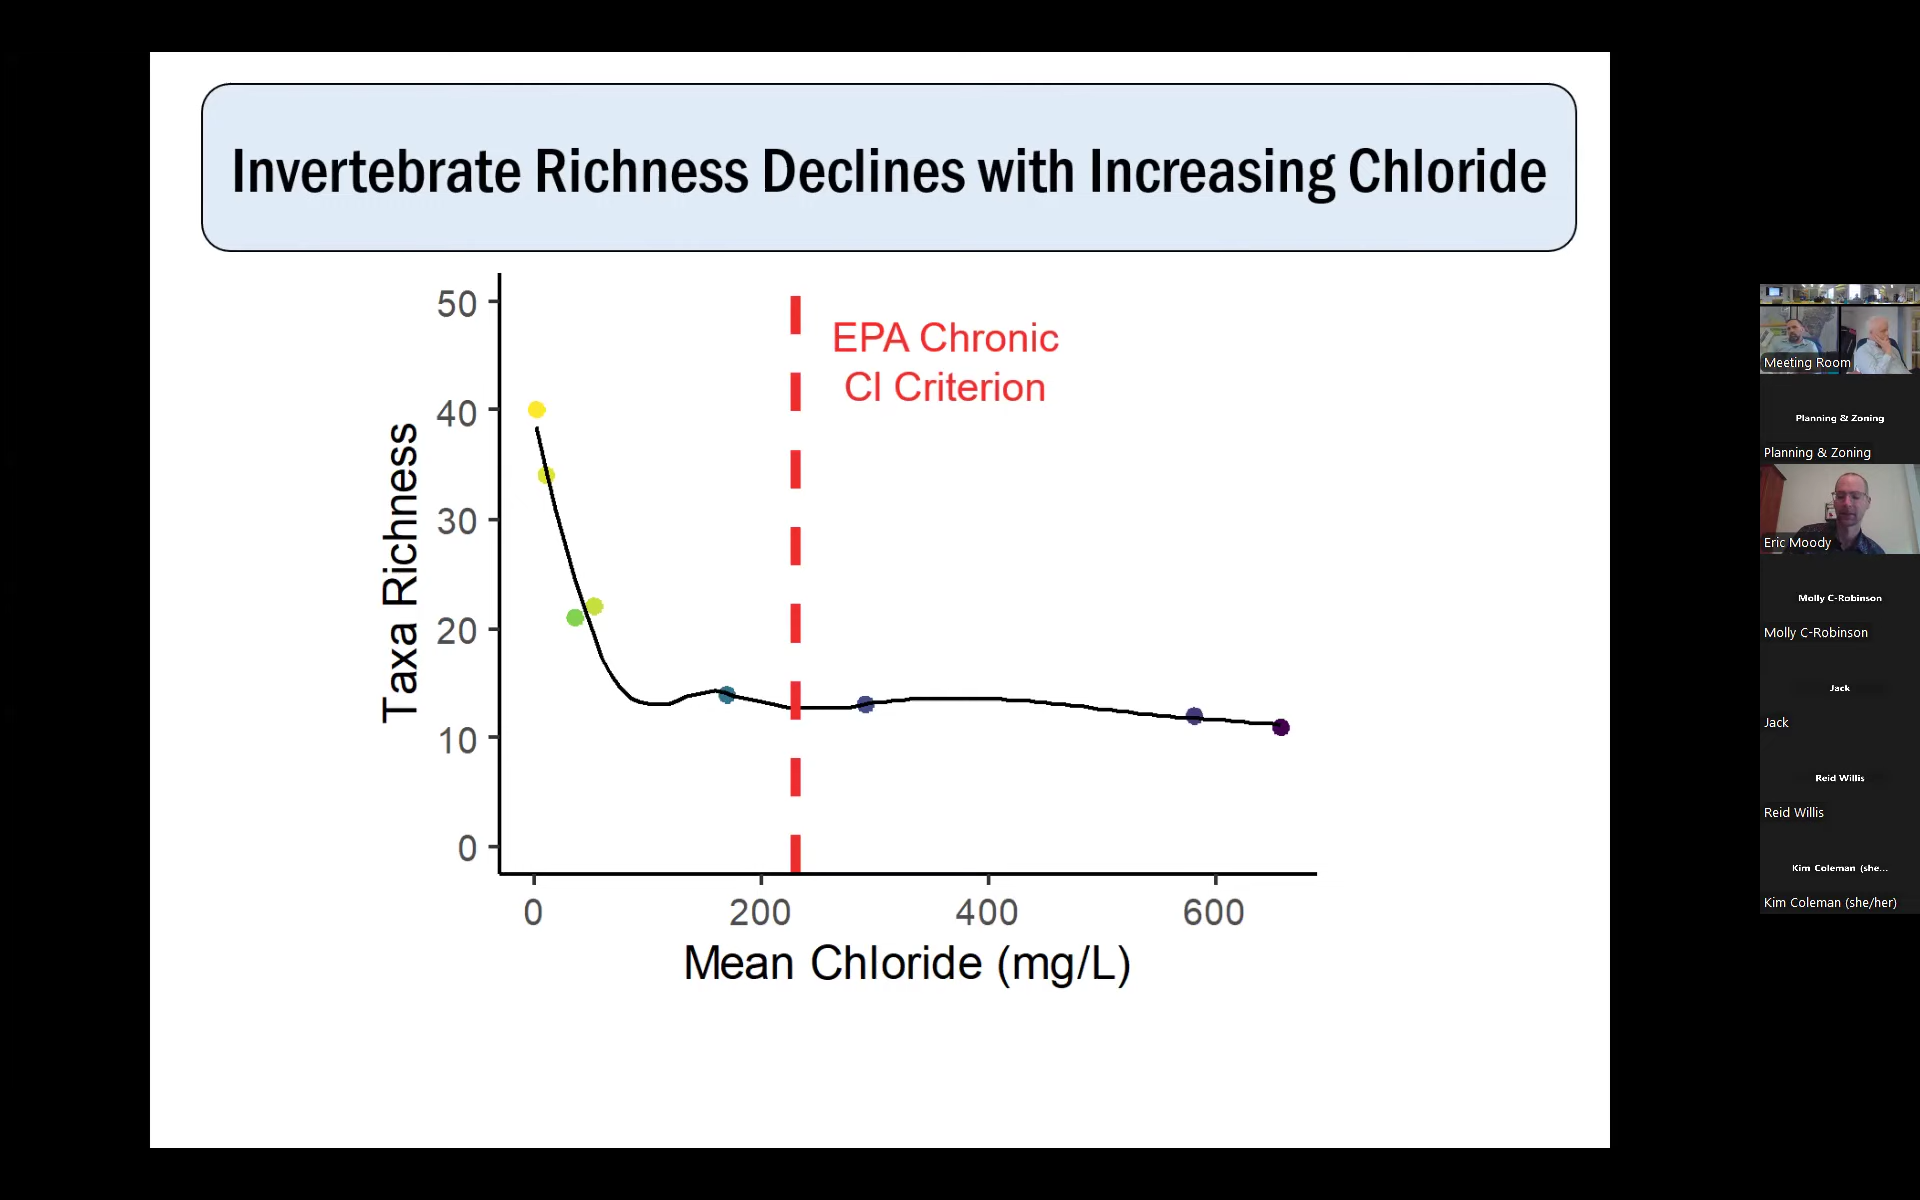 Invertebrate Richness Declines with Increasing Chloride
EPA Chronic
Cl Criterion
Taxa Richness
50
40
30
20
10
0
0
200
400
600
Mean Chloride (mg/L)
Meeting Room
Planning & Zoning
Planning & Zoning
Eric Moody
Molly C-Robinson
Molly C-Robinson
Jack
Jack
Reid Willis
Reid Willis
Kim Coleman (she...
Kim Coleman (she/her)